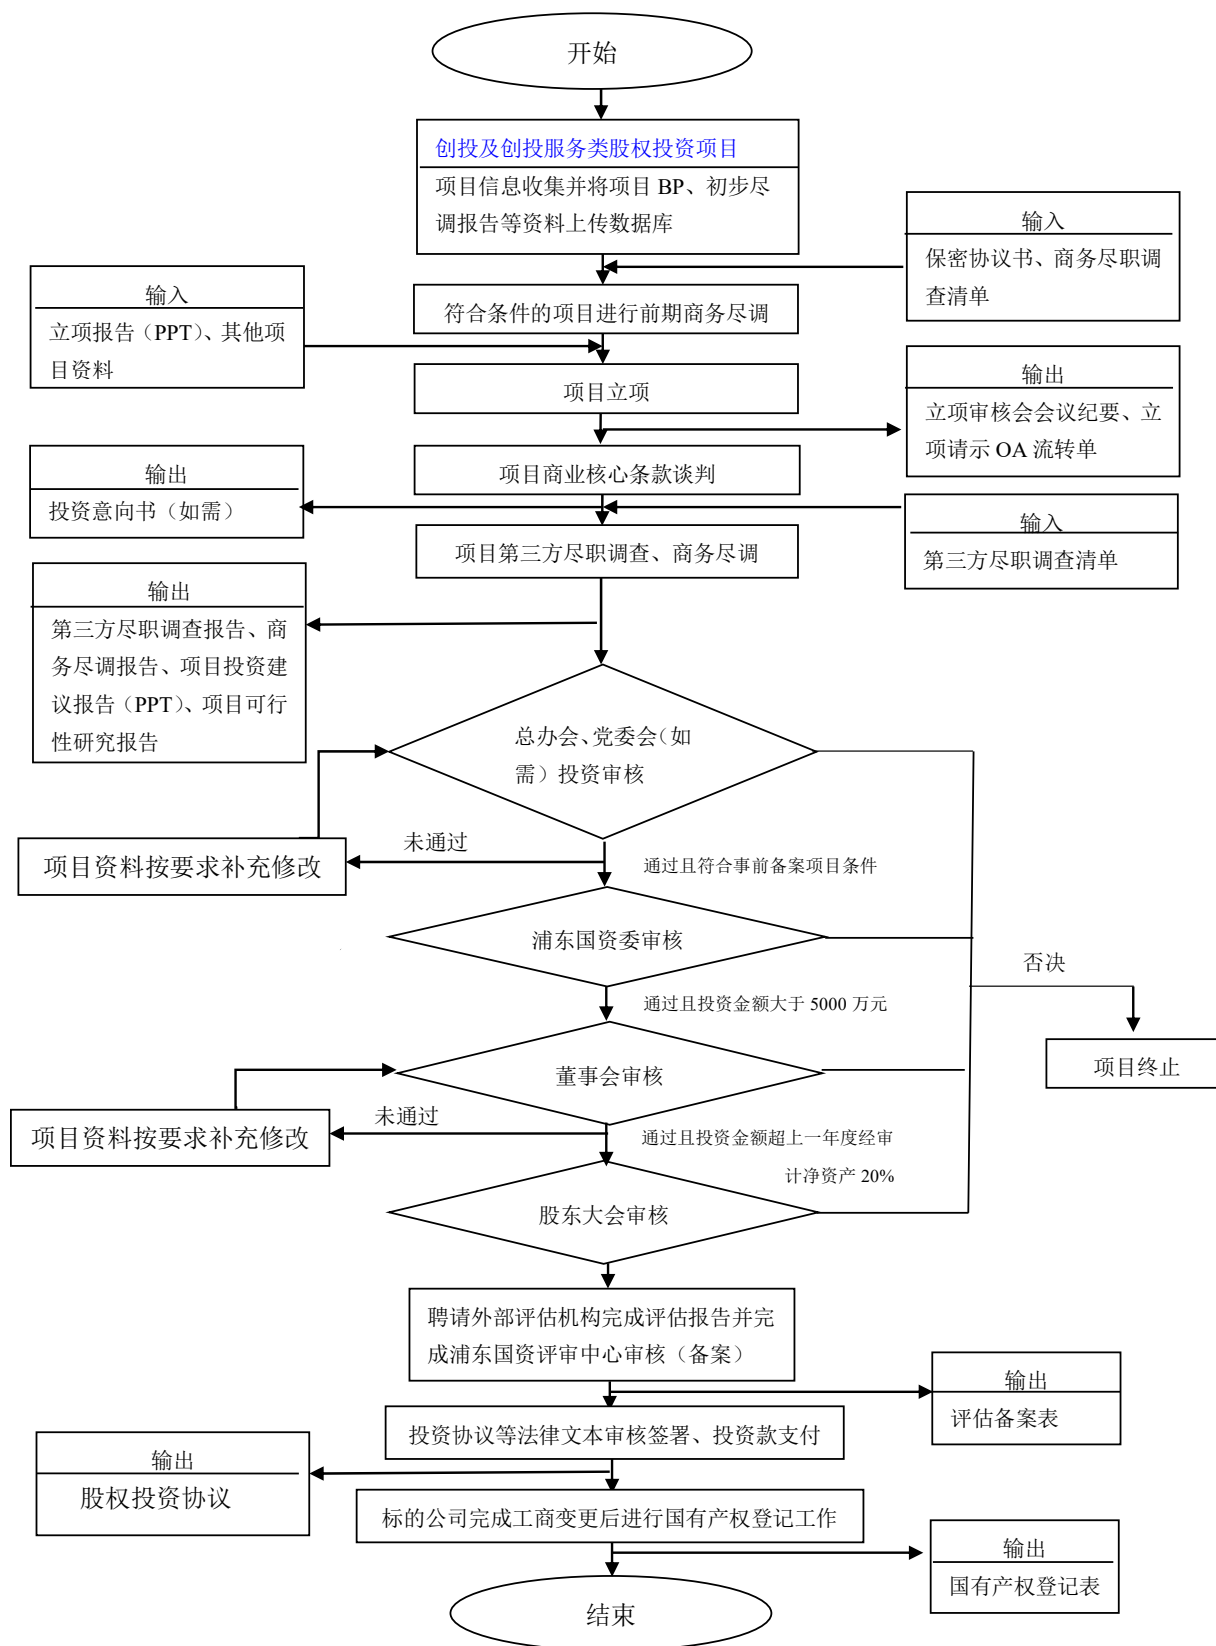 开始
创投及创投服务类股权投资项目
项目信息收集并将项目 BP、初步尽
调报告等资料上传数据库
输入
保密协议书、商务尽职调
查清单
输入
立项报告（PPT）、其他项
目资料
符合条件的项目进行前期商务尽调
项目立项
输出
立项审核会会议纪要、立
项请示 OA 流转单
输出
投资意向书（如需）
项目商业核心条款谈判
输入
第三方尽职调查清单
项目第三方尽职调查、商务尽调
输出
第三方尽职调查报告、商
务尽调报告、项目投资建
议报告（PPT）、项目可行
性研究报告
总办会、党委会（如
需）投资审核
未通过
项目资料按要求补充修改
通过且符合事前备案项目条件
浦东国资委审核
否决
通过且投资金额大于 5000 万元
项目终止
董事会审核
未通过
项目资料按要求补充修改
通过且投资金额超上一年度经审
计净资产 20%
股东大会审核
聘请外部评估机构完成评估报告并完
成浦东国资评审中心审核（备案）
输出
评估备案表
投资协议等法律文本审核签署、投资款支付
输出
股权投资协议
标的公司完成工商变更后进行国有产权登记工作
输出
国有产权登记表
结束